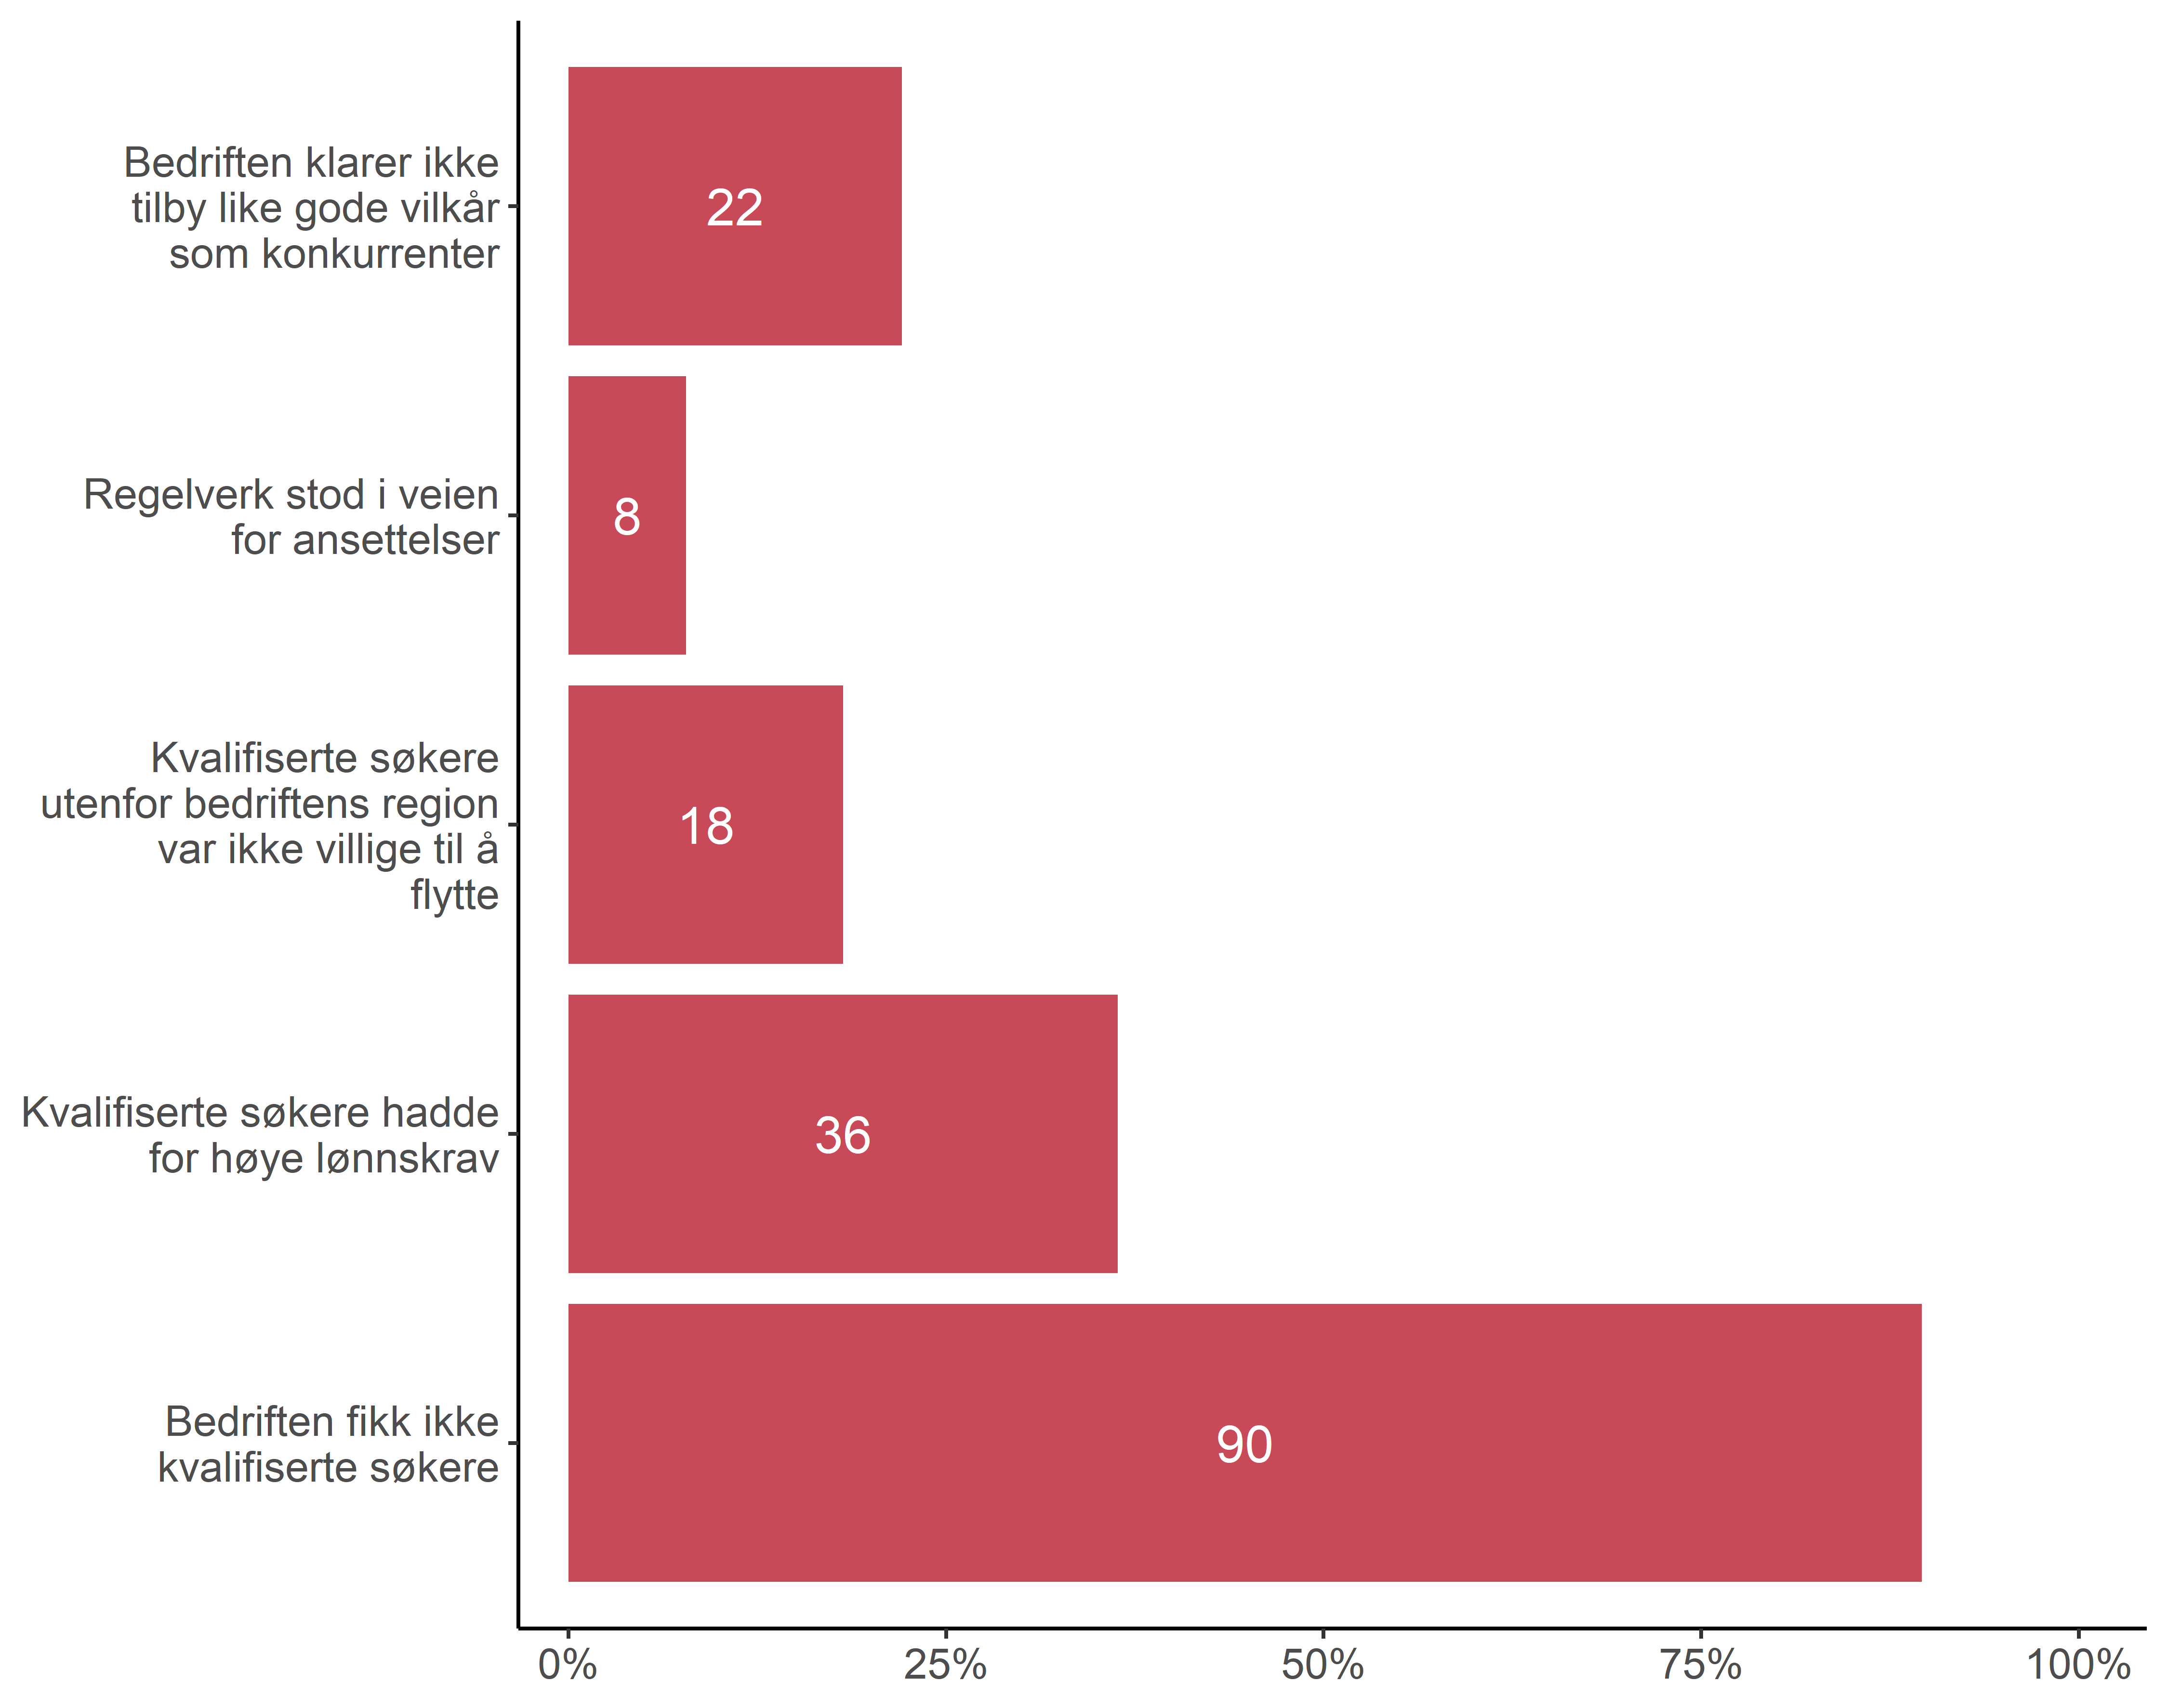 Bedriften klarer ikke
tilby like gode vilkår
som konkurrenter
22
Regelverk stod i veien
for ansettelser
8
Kvalifiserte søkere
utenfor bedriftens region
var ikke villige til å
flytte
18
Kvalifiserte søkere hadde
for høye lønnskrav
36
Bedriften fikk ikke
kvalifiserte søkere
90
0%
25%
50%
75%
100%